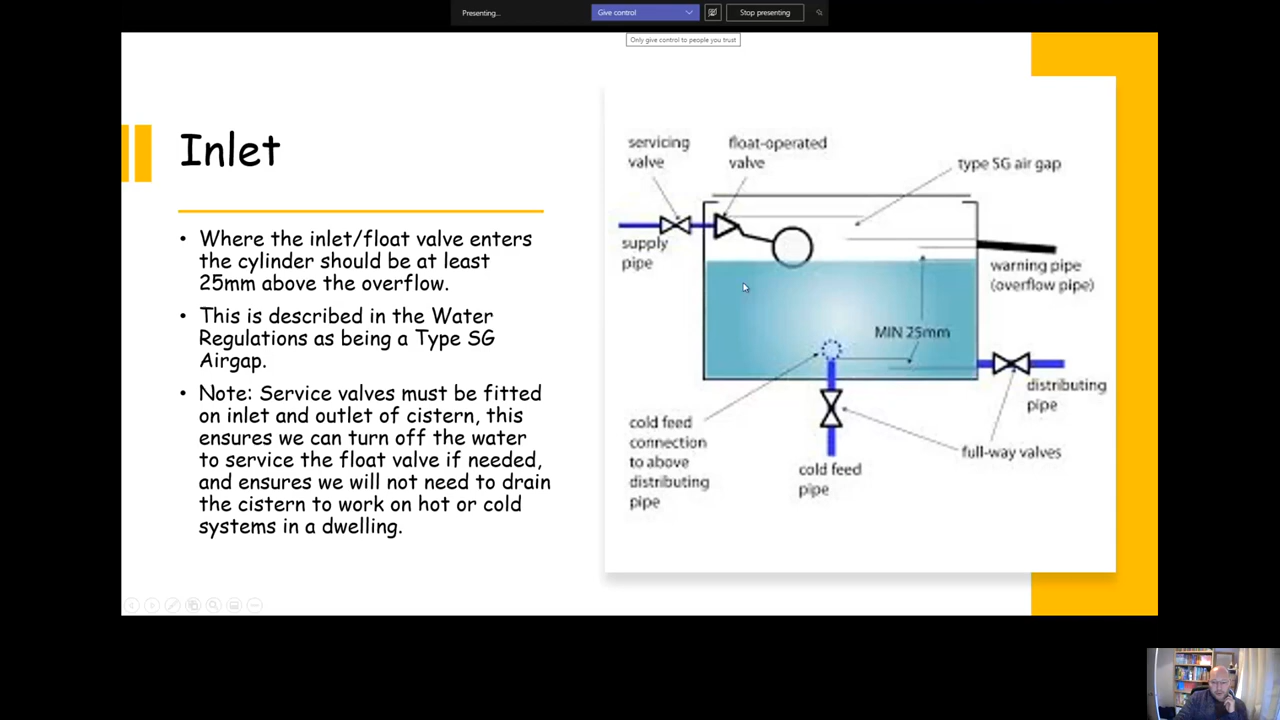 Presenting...
Give control
Stop presenting
Only give control to people you trust
Inlet
• Where the inlet/float valve enters
the cylinder should be at least
25mm above the overflow.
• This is described in the Water
Regulations as being a Type SG
Airgap.
• Note: Service valves must be fitted
on inlet and outlet of cistern, this
ensures we can turn off the water
to service the float valve if needed,
and ensures we will not need to drain
the cistern to work on hot or cold
systems in a dwelling.
servicing
valve
float-operated
valve
type SG air gap
supply
pipe
warning pipe
(overflow pipe)
MIN 25mm
distributing
pipe
cold feed
connection
to above
distributing
pipe
full-way valves
cold feed
pipe